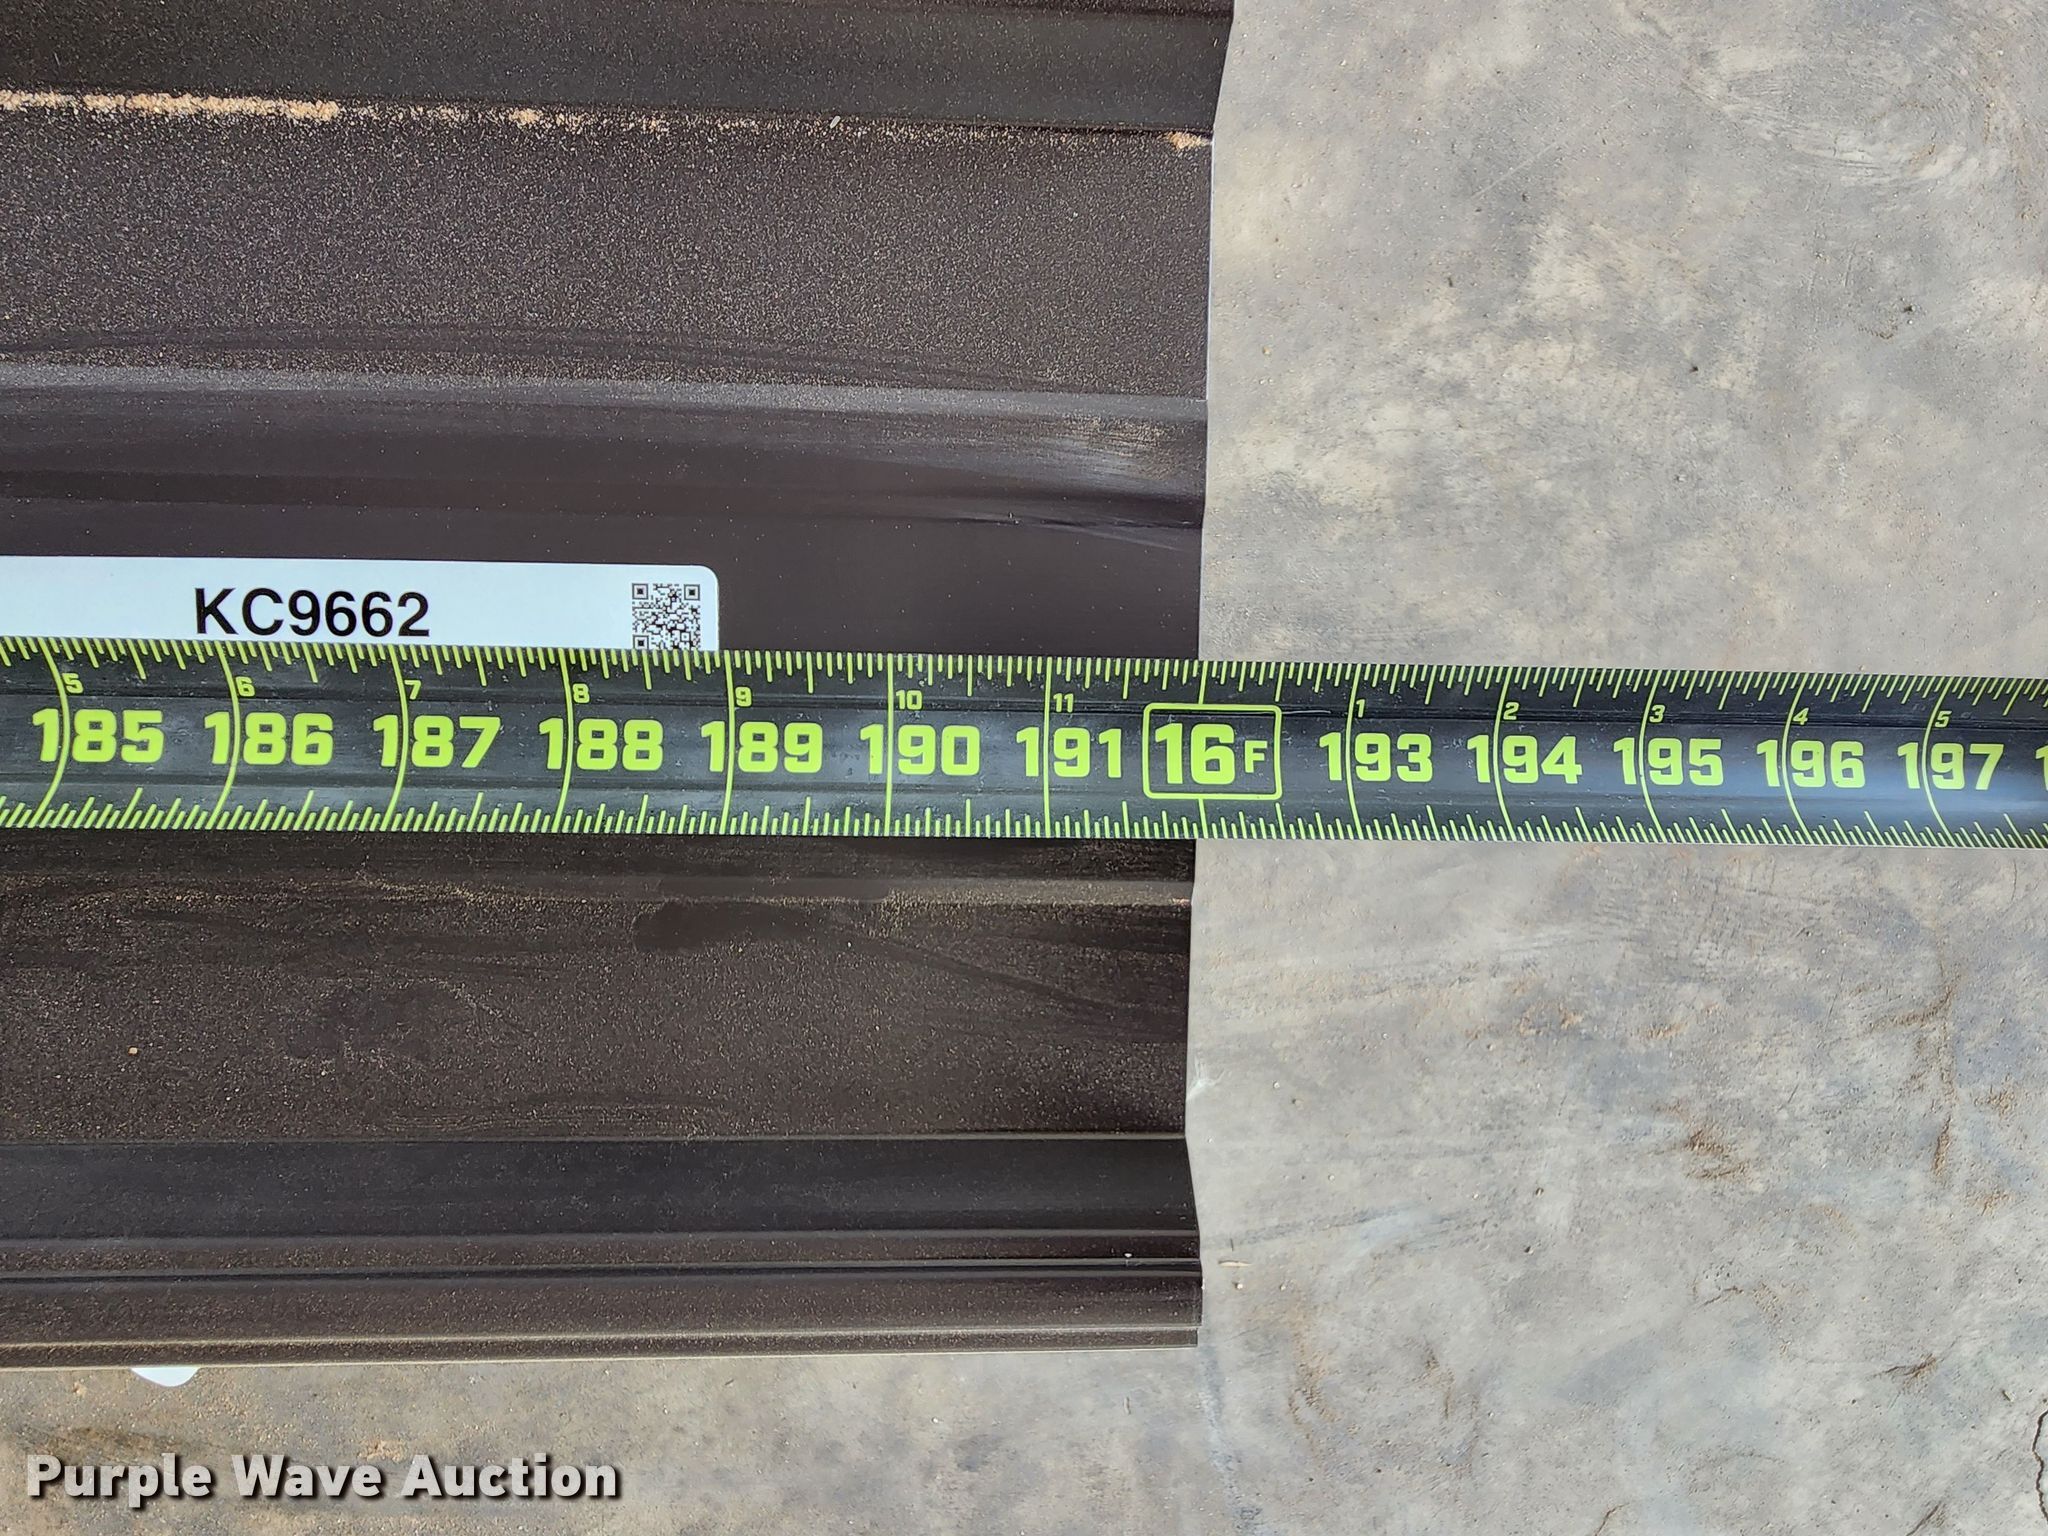 KC9662
5 6 7 8 9 10 11 1 2 3 4 5
185 186 187 188 189 190 191 16F 193 194 195 196 197
Purple Wave Auction